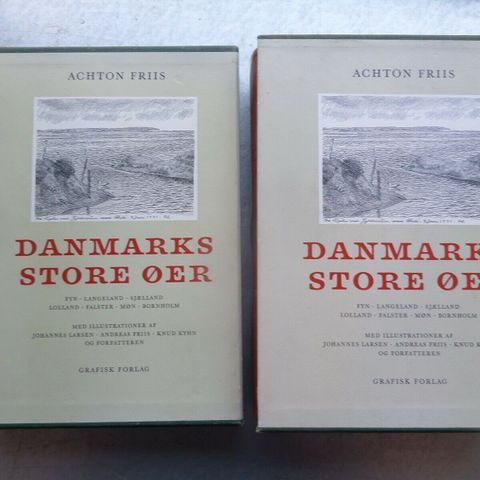 ACHTON FRIIS
DANMARKS
STORE ØER
FYN · LANGELAND · SJÆLLAND
LOLLAND · FALSTER · MØN · BORNHOLM
MED ILLUSTRATIONER AF
JOHANNES LARSEN · ANDREAS FRIIS · KNUD KYHN
OG FORFATTEREN
GRAFISK FORLAG
ACHTON FRIIS
DANMARK
STORE ØE
FYN · LANGELAND · SJÆLLAND
LOLLAND · FALSTER · MØN · BORNHOLM
MED ILLUSTRATIONER AF
JOHANNES LARSEN · ANDREAS FRIIS · KNUD K
OG FORFATTEREN
GRAFISK FORLAG